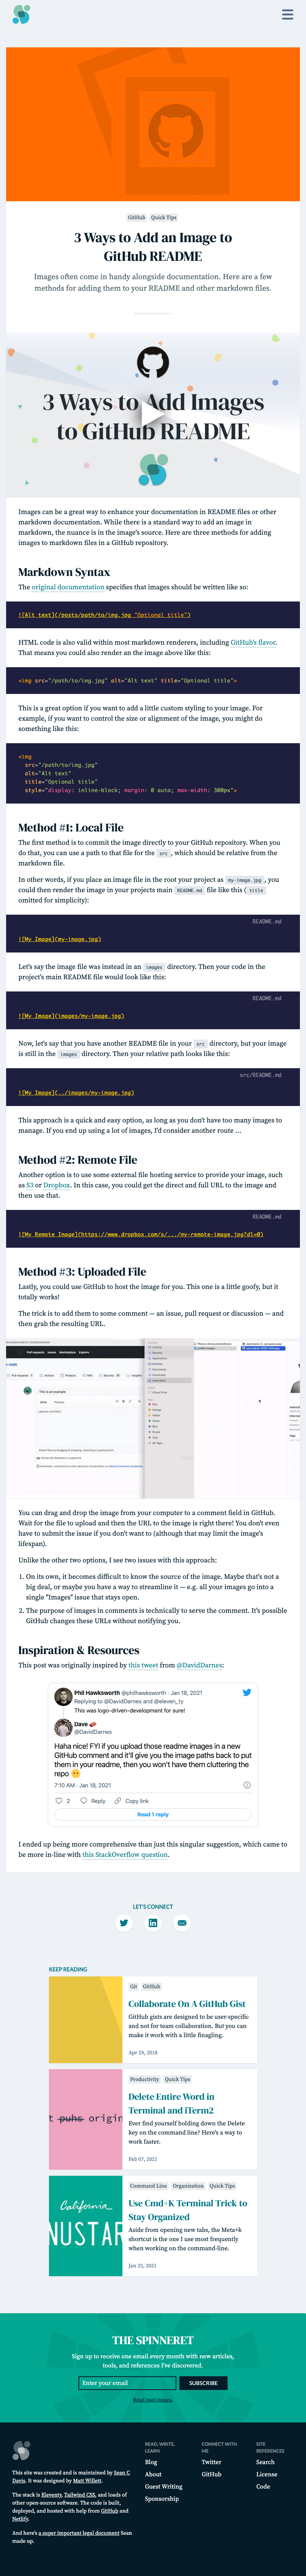 GitHub Quick Tips
3 Ways to Add an Image to
GitHub README
Images often come in handy alongside documentation. Here are a few
methods for adding them to your README and other markdown files.
3 Ways to Add Images
to GitHub README
Images can be a great way to enhance your documentation in README files or other
markdown documentation. While there is a standard way to add an image in
markdown, the nuance is in the image's source. Here are three methods for adding
images to markdown files in a GitHub repository.
Markdown Syntax
The original documentation specifies that images should be written like so:
![Alt text](/posts/path/to/img.jpg "Optional title")
HTML code is also valid within most markdown renderers, including GitHub's flavor.
That means you could also render an the image above like this:
<img src="/path/to/img.jpg" alt="Alt text" title="Optional title">
This is a great option if you want to add a little custom styling to your image. For
example, if you want to control the size or alignment of the image, you might do
something like this:
<img
src="/path/to/img.jpg"
alt="Alt text"
title="Optional title"
style="display: inline-block; margin: 0 auto; max-width: 300px">
Method #1: Local File
The first method is to commit the image directly to your GitHub repository. When you
do that, you can use a path to that file for the src, which should be relative from the
markdown file.
In other words, if you place an image file in the root your project as my-image.jpg, you
could then render the image in your projects main README.md file like this (title
omitted for simplicity):
README.md
![My Image](my-image.jpg)
Let's say the image file was instead in an images directory. Then your code in the
project's main README file would look like this:
README.md
![My Image](images/my-image.jpg)
Now, let's say that you have another README file in your src directory, but your image
is still in the images directory. Then your relative path looks like this:
src/README.md
![My Image](../images/my-image.jpg)
This approach is a quick and easy option, as long as you don't have too many images to
manage. If you end up using a lot of images, I'd consider another route ...
Method #2: Remote File
Another option is to use some external file hosting service to provide your image, such
as S3 or Dropbox. In this case, you could get the direct and full URL to the image and
then use that.
README.md
![My Remote Image](https://www.dropbox.com/s/.../my-remote-image.jpg?dl=0)
Method #3: Uploaded File
Lastly, you could use GitHub to host the image for you. This one is a little goofy, but it
totally works!
The trick is to add them to some comment — an issue, pull request or discussion — and
then grab the resulting URL.
You can drag and drop the image from your computer to a comment field in GitHub.
Wait for the file to upload and then the URL to the image is right there! You don't even
have to submit the issue if you don't want to (although that may limit the image's
lifespan).
Unlike the other two options, I see two issues with this approach:
1. On its own, it becomes difficult to know the source of the image. Maybe that's not a
big deal, or maybe you have a way to streamline it — e.g. all your images go on a
single "Images" issue that stays open.
2. The purpose of images in comments is technically to serve the comment. It's possible
GitHub changes these URLs without notifying you.
Inspiration & Resources
This post was originally inspired by this tweet from @DavidDarnes:
Phil Hawksworth @philhawksworth · Jan 18, 2021
Replying to @DavidDarnes and @eleven_ty
This was logo-driven-development for sure!
Dave
@DavidDarnes
Haha nice! FYI if you upload those readme images in a new
GitHub comment and it'll give you the image paths back to put
them in your readme, then you won't have them cluttering the
repo
7:10 AM · Jan 18, 2021
2 Reply Copy link
Read 1 reply
I ended up being more comprehensive than just this singular suggestion, which came to
be more in-line with this StackOverflow question.
LET'S CONNECT
KEEP READING
Git GitHub
Collaborate On A GitHub Gist
GitHub gists are designed to be user-specific
and not for team collaboration. But you can
make it work with a little finagling.
Apr 24, 2018
t puhs origin
Productivity Quick Tips
Delete Entire Word in
Terminal and iTerm2
Ever find yourself holding down the Delete
key on the command line? Here's a way to
work faster.
Feb 07, 2022
California
NUSTAR
Command Line Organization Quick Tips
Use Cmd+K Terminal Trick to
Stay Organized
Aside from opening new tabs, the Meta+k
shortcut is the one I use most frequently
when working on the command-line.
Jan 25, 2021
THE SPINNERET
Sign up to receive one email every month with new articles,
tools, and references I've discovered.
Enter your email SUBSCRIBE
Read past issues.
This site was created and is maintained by Sean C
Davis. It was designed by Matt Willett.
The stack is Eleventy, Tailwind CSS, and loads of
other open-source software. The code is built,
deployed, and hosted with help from GitHub and
Netlify.
And here's a super important legal document Sean
made up.
READ, WRITE,
LEARN
Blog
About
Guest Writing
Sponsorship
CONNECT WITH
ME
Twitter
GitHub
SITE
REFERENCES
Search
License
Code